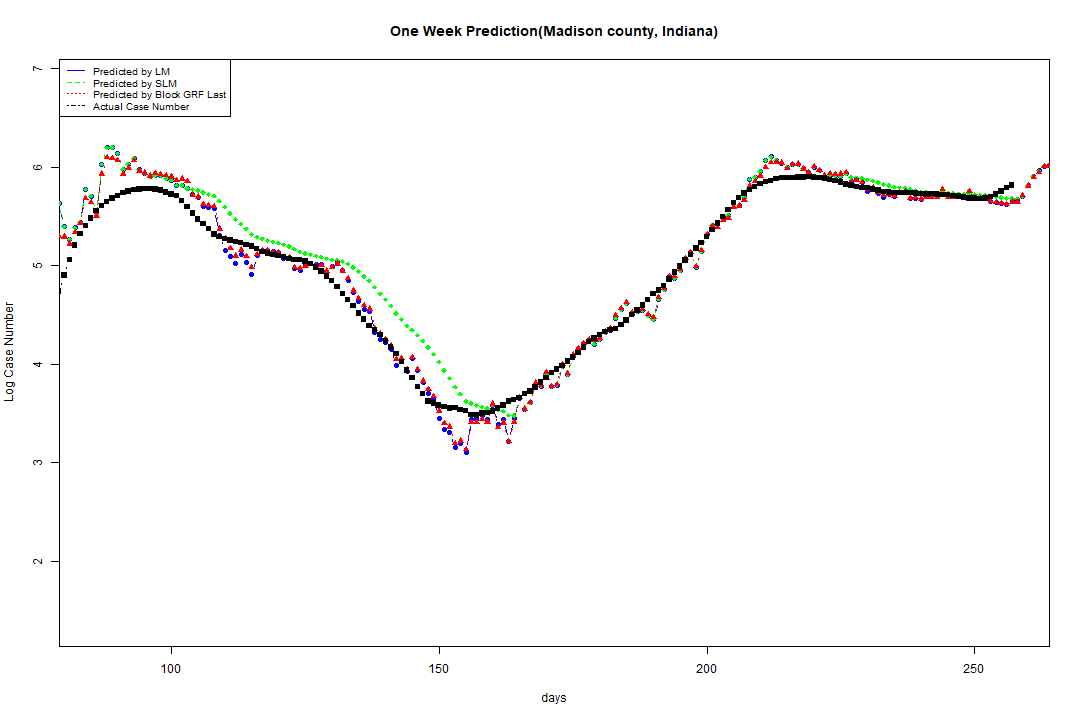 One Week Prediction(Madison county, Indiana)
7
Predicted by LM
Predicted by SLM
Predicted by Block GRF Last
Actual Case Number
6
5
4
3
2
Log Case Number
100 150 200 250
days